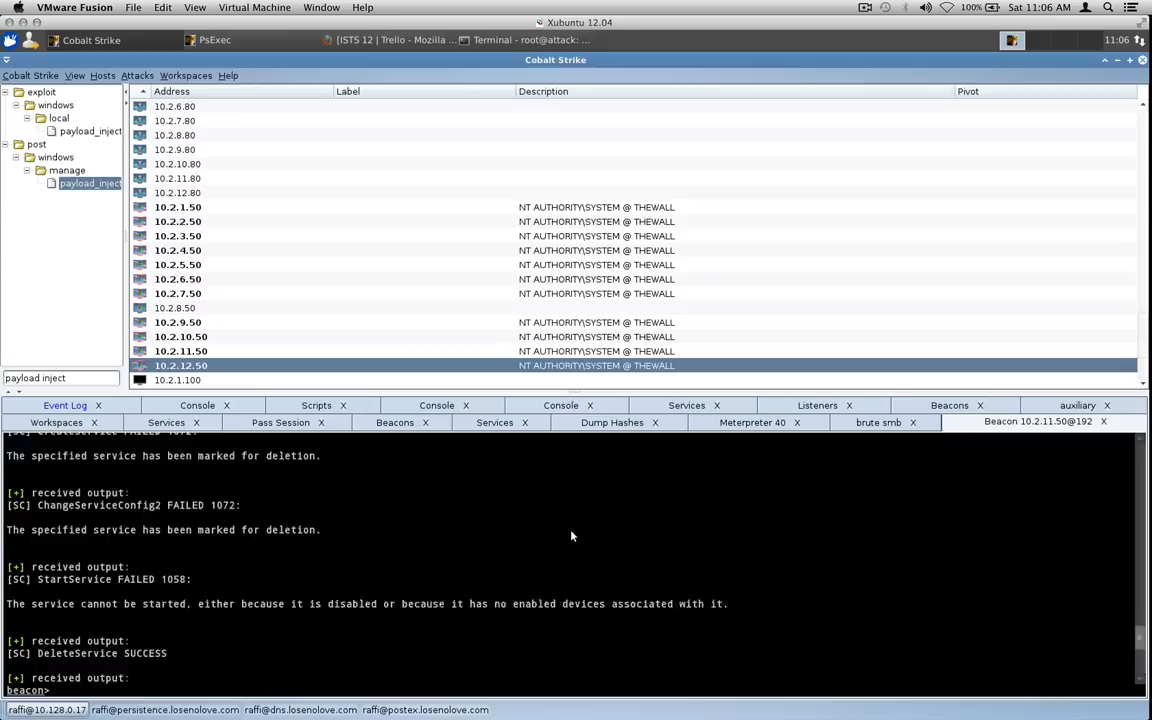 VMware Fusion File Edit View Virtual Machine Window Help 100% Sat 11:06 AM
Xubuntu 12.04
Cobalt Strike PsExec [ISTS 12 | Trello - Mozilla ... Terminal - root@attack: ... 11:06
Cobalt Strike
Cobalt Strike View Hosts Attacks Workspaces Help
exploit
windows
local
payload_inject
post
windows
manage
payload_inject
payload inject
Address Label Description Pivot
10.2.6.80
10.2.7.80
10.2.8.80
10.2.9.80
10.2.10.80
10.2.11.80
10.2.12.80
10.2.1.50 NT AUTHORITY\SYSTEM @ THEWALL
10.2.2.50 NT AUTHORITY\SYSTEM @ THEWALL
10.2.3.50 NT AUTHORITY\SYSTEM @ THEWALL
10.2.4.50 NT AUTHORITY\SYSTEM @ THEWALL
10.2.5.50 NT AUTHORITY\SYSTEM @ THEWALL
10.2.6.50 NT AUTHORITY\SYSTEM @ THEWALL
10.2.7.50 NT AUTHORITY\SYSTEM @ THEWALL
10.2.8.50
10.2.9.50 NT AUTHORITY\SYSTEM @ THEWALL
10.2.10.50 NT AUTHORITY\SYSTEM @ THEWALL
10.2.11.50 NT AUTHORITY\SYSTEM @ THEWALL
10.2.12.50 NT AUTHORITY\SYSTEM @ THEWALL
10.2.1.100
Event Log X Console X Scripts X Console X Console X Services X Listeners X Beacons X auxiliary X
Workspaces X Services X Pass Session X Beacons X Services X Dump Hashes X Meterpreter 40 X brute smb X Beacon 10.2.11.50@192 X
[SC] CreateService FAILED 1072:
The specified service has been marked for deletion.
[+] received output:
[SC] ChangeServiceConfig2 FAILED 1072:
The specified service has been marked for deletion.
[+] received output:
[SC] StartService FAILED 1058:
The service cannot be started, either because it is disabled or because it has no enabled devices associated with it.
[+] received output:
[SC] DeleteService SUCCESS
[+] received output:
beacon>
raffi@10.128.0.17 raffi@persistence.losenolove.com raffi@dns.losenolove.com raffi@postex.losenolove.com